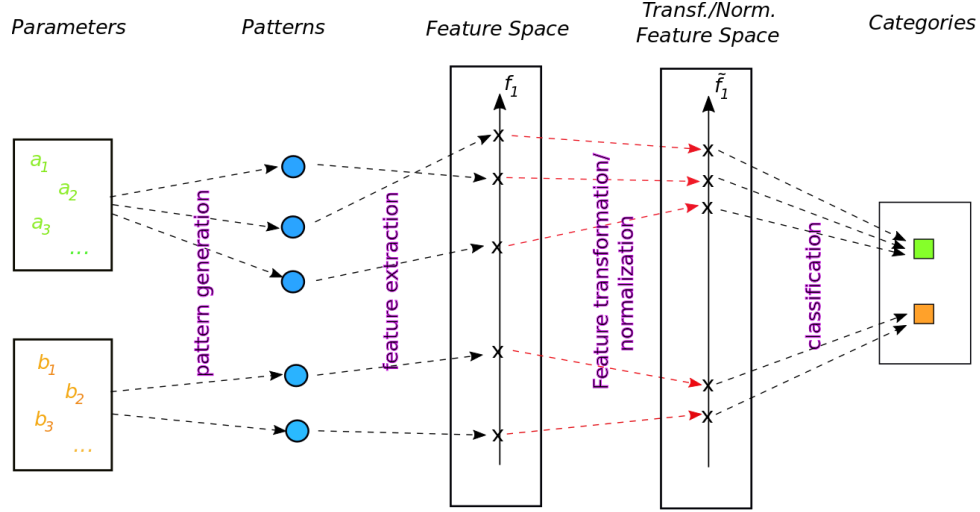 Parameters
Patterns
Feature Space
Transf./Norm.
Feature Space
Categories
f1
f̃1
a1
a2
a3
...
b1
b2
b3
...
pattern generation
feature extraction
Feature transformation/
normalization
classification
x
x
x
x
x
x
x
x
x
x